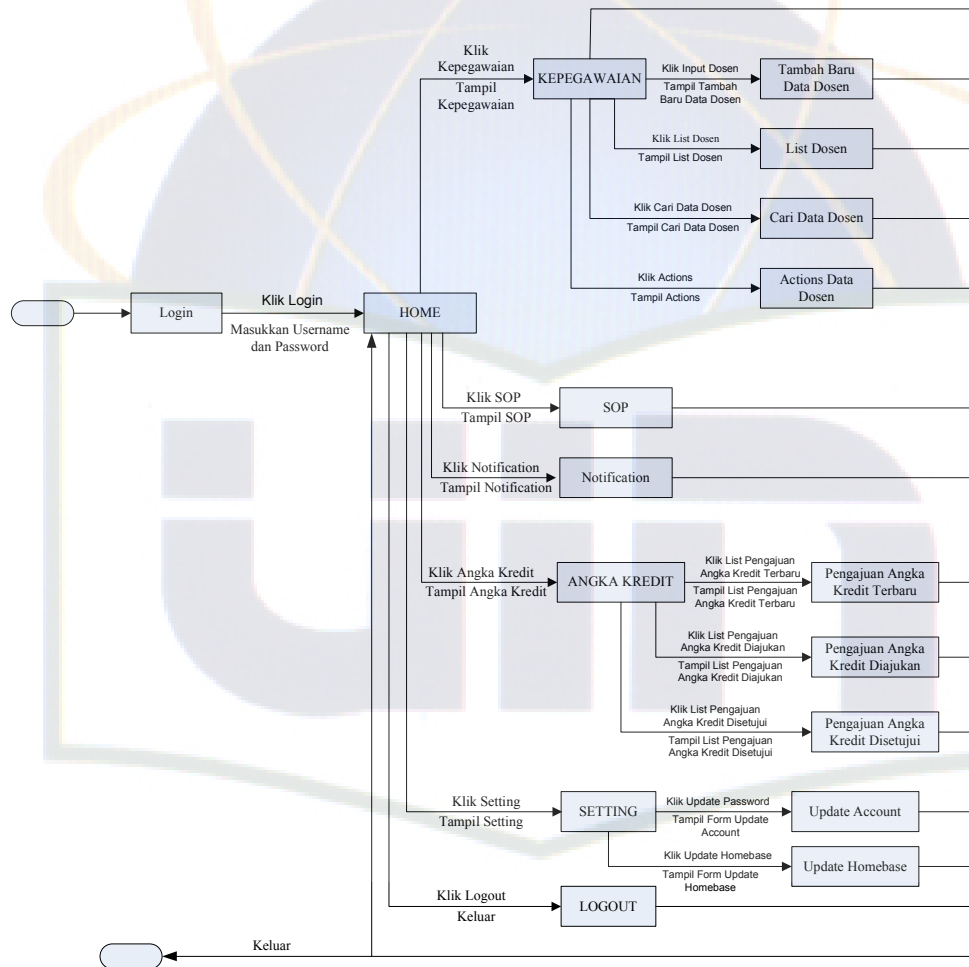 Klik
Kepegawaian
Tampil
Kepegawaian
KEPEGAWAIAN
Klik Input Dosen
Tampil Tambah
Baru Data Dosen
Tambah Baru
Data Dosen
Klik List Dosen
Tampil List Dosen
List Dosen
Klik Cari Data Dosen
Tampil Cari Data Dosen
Cari Data Dosen
Klik Actions
Tampil Actions
Actions Data
Dosen
Login
Klik Login
Masukkan Username
dan Password
HOME
Klik SOP
Tampil SOP
SOP
Klik Notification
Tampil Notification
Notification
Klik Angka Kredit
Tampil Angka Kredit
ANGKA KREDIT
Klik List Pengajuan
Angka Kredit Terbaru
Tampil List Pengajuan
Angka Kredit Terbaru
Pengajuan Angka
Kredit Terbaru
Klik List Pengajuan
Angka Kredit Diajukan
Tampil List Pengajuan
Angka Kredit Diajukan
Pengajuan Angka
Kredit Diajukan
Klik List Pengajuan
Angka Kredit Disetujui
Tampil List Pengajuan
Angka Kredit Disetujui
Pengajuan Angka
Kredit Disetujui
Klik Setting
Tampil Setting
SETTING
Klik Update Password
Tampil Form Update
Account
Update Account
Klik Update Homebase
Tampil Form Update
Homebase
Update Homebase
Klik Logout
Keluar
LOGOUT
Keluar
uin